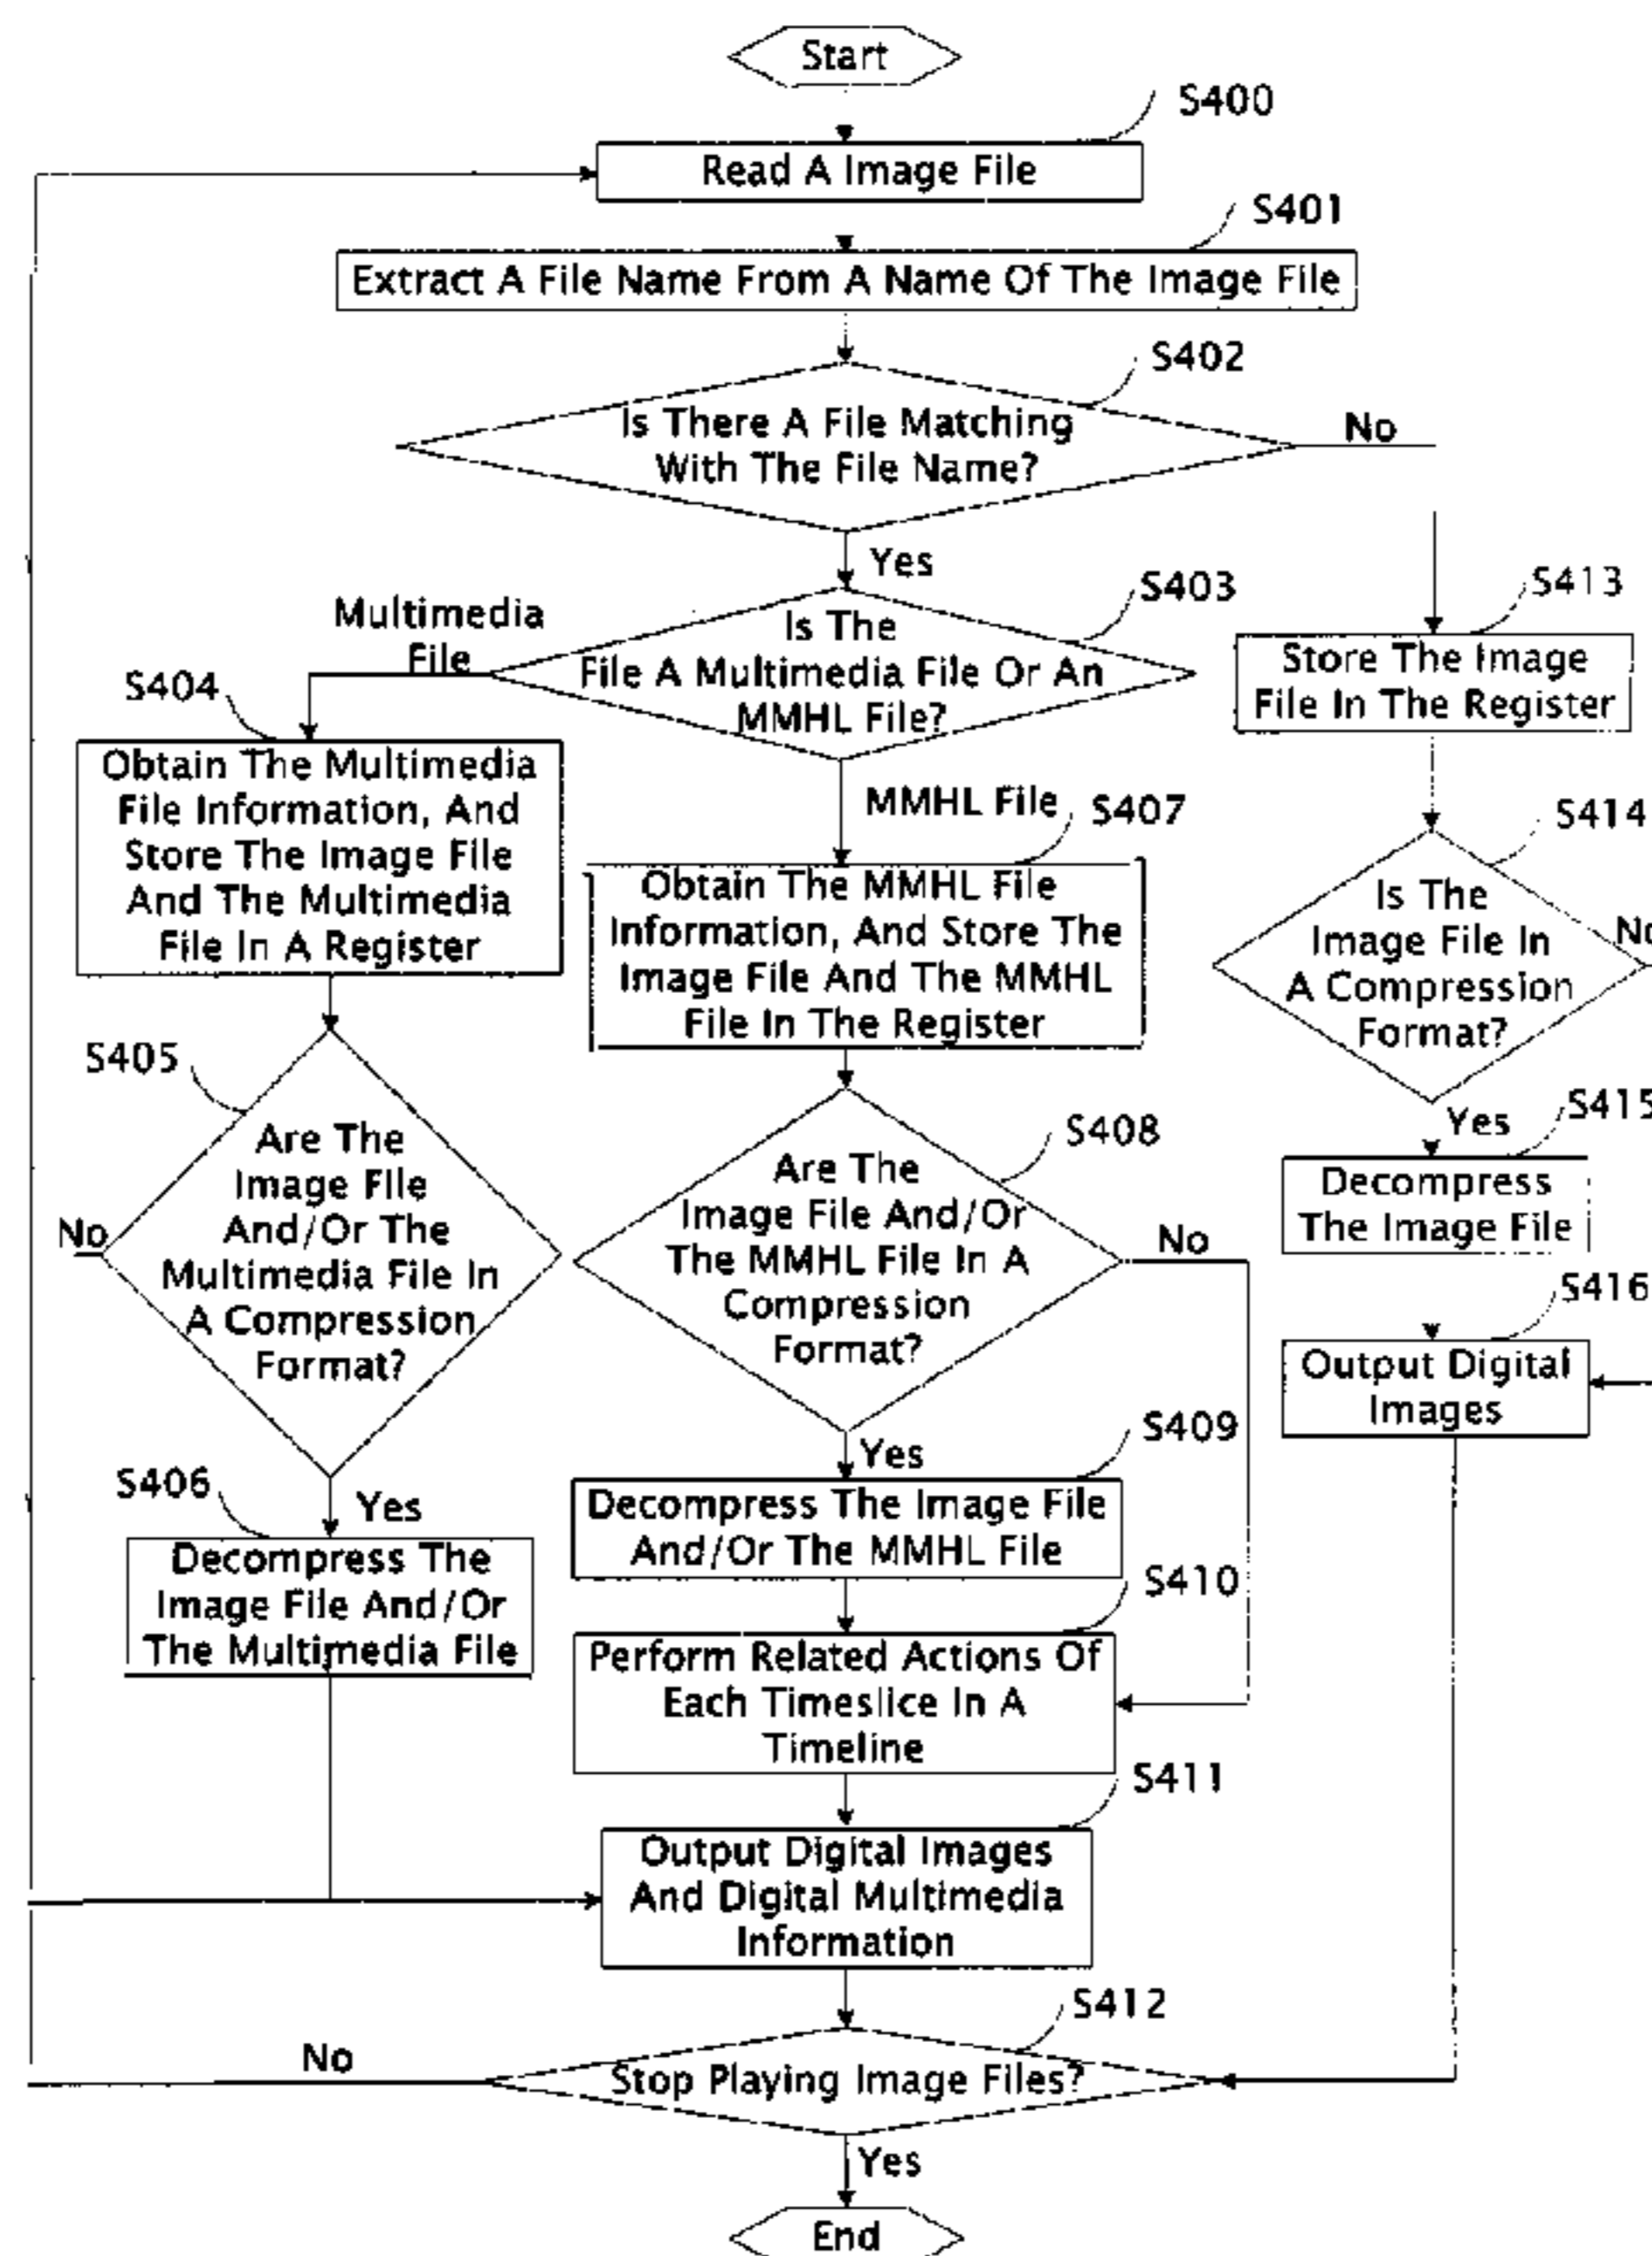 Start
S400
Read A Image File
S401
Extract A File Name From A Name Of The Image File
S402
Is There A File Matching
With The File Name?
No
Yes
S403
Multimedia
File
Is The
File A Multimedia File Or An
MMHL File?
S413
Store The Image
File In The Register
S404
Obtain The Multimedia
File Information, And
Store The Image File
And The Multimedia
File In A Register
MMHL File
S407
Obtain The MMHL File
Information, And Store The
Image File And The MMHL
File In The Register
S414
Is The
Image File In
A Compression
Format?
No
Yes
S415
Decompress
The Image File
S416
Output Digital
Images
S405
Are The
Image File
And/Or The
Multimedia File In
A Compression
Format?
No
Yes
S406
Decompress The
Image File And/Or
The Multimedia File
S408
Are The
Image File And/Or
The MMHL File In A
Compression
Format?
No
Yes
S409
Decompress The Image File
And/Or The MMHL File
S410
Perform Related Actions Of
Each Timeslice In A
Timeline
S411
Output Digital Images
And Digital Multimedia
Information
S412
Stop Playing Image Files?
No
Yes
End